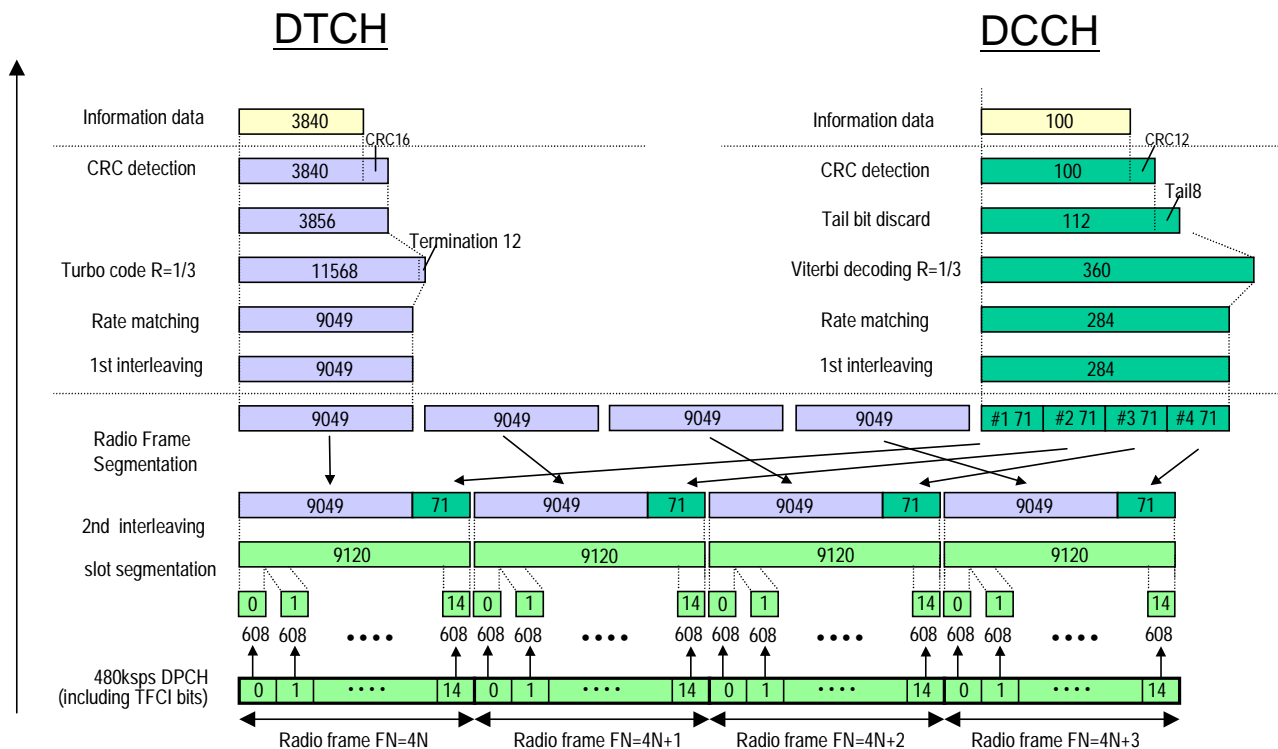 DTCH
DCCH
Information data
3840
Information data
100
CRC16
CRC12
CRC detection
3840
CRC detection
100
Tail8
3856
Tail bit discard
112
Termination 12
Turbo code R=1/3
11568
Viterbi decoding R=1/3
360
Rate matching
9049
Rate matching
284
1st interleaving
9049
1st interleaving
284
9049
9049
9049
9049
#1 71
#2 71
#3 71
#4 71
Radio Frame
Segmentation
9049
71
9049
71
9049
71
9049
71
2nd interleaving
9120
9120
9120
9120
slot segmentation
0
1
14
0
1
14
0
1
14
0
1
14
608
608
••••
608
608
608
••••
608
608
608
••••
608
608
608
••••
608
480ksps DPCH
(including TFCI bits)
0
1
••••
14
0
1
••••
14
0
1
••••
14
0
1
••••
14
Radio frame FN=4N
Radio frame FN=4N+1
Radio frame FN=4N+2
Radio frame FN=4N+3